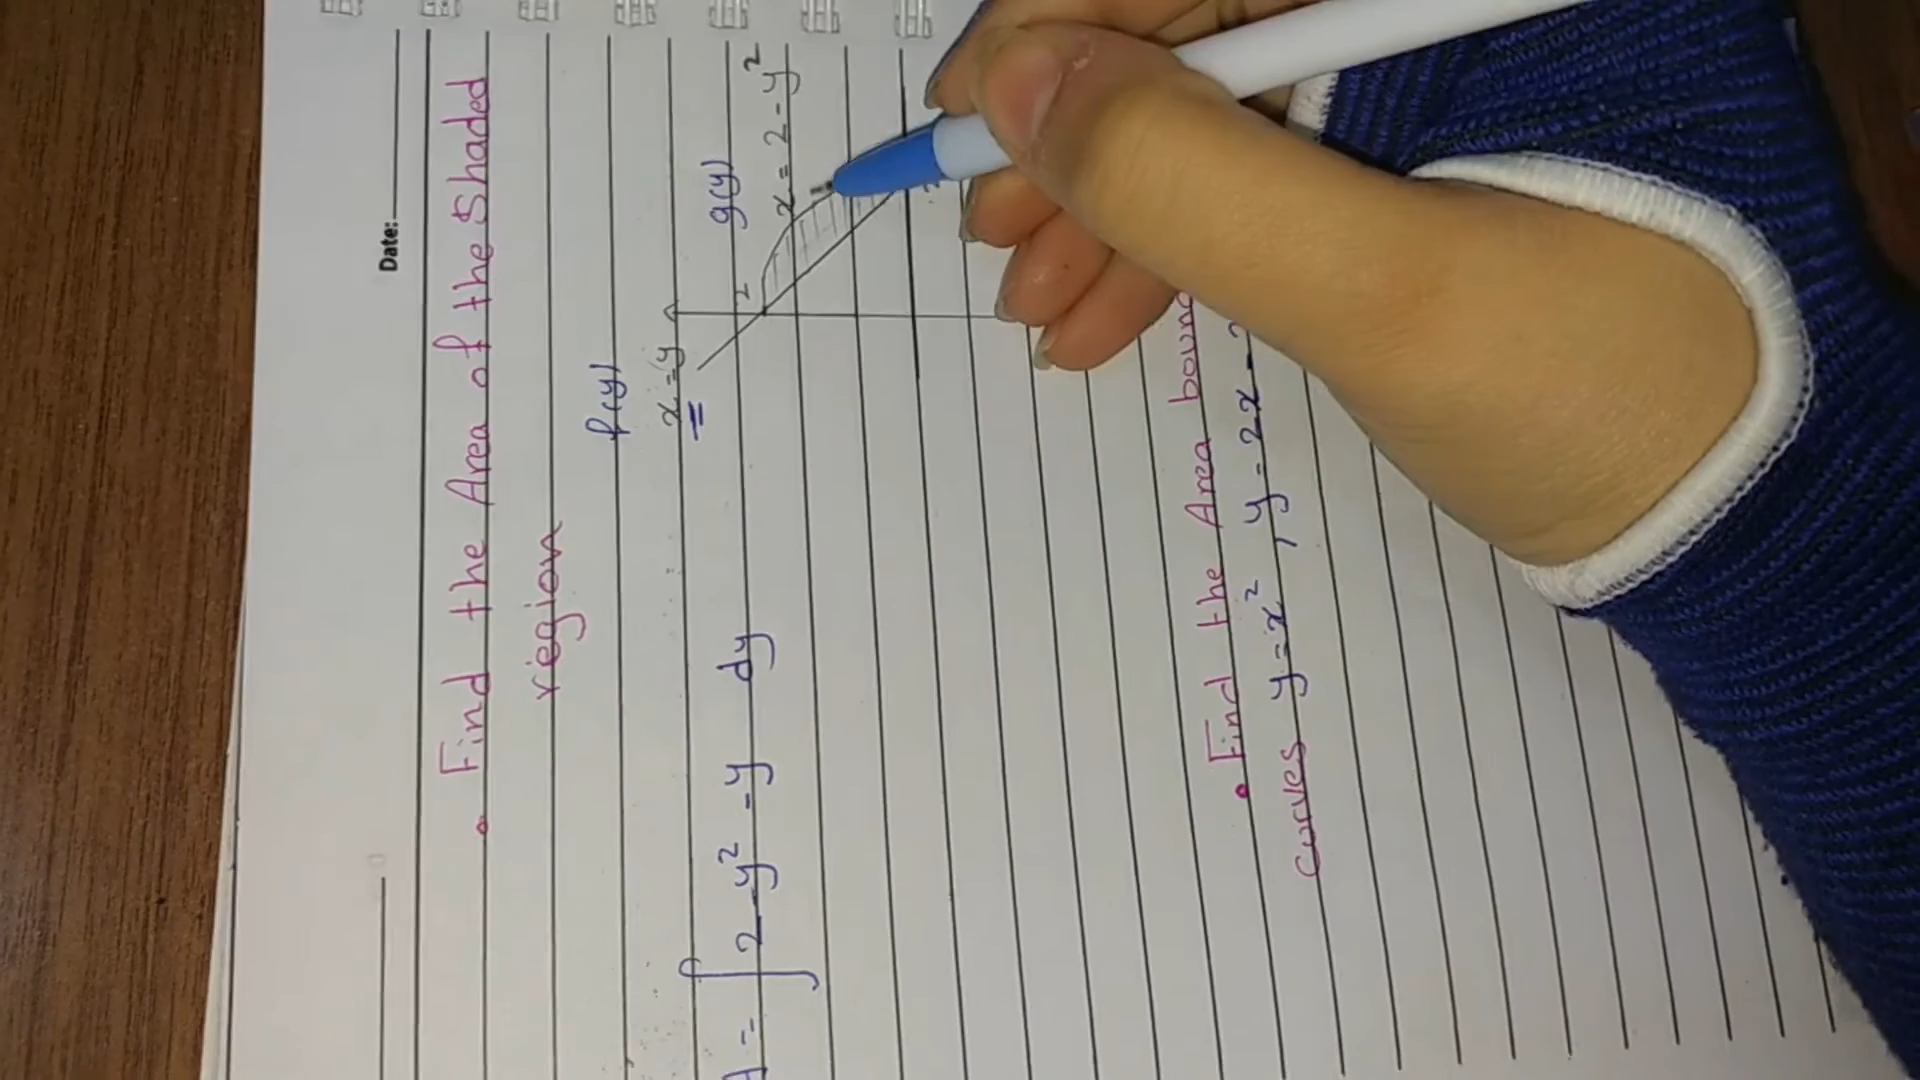 Date:
• Find the Area of the Shaded
region
f(y)
x = y
g(y)
x = 2 - y²
2
A = ∫ 2 - y² - y dy
• Find the Area
curves y = x² , y = 2x -